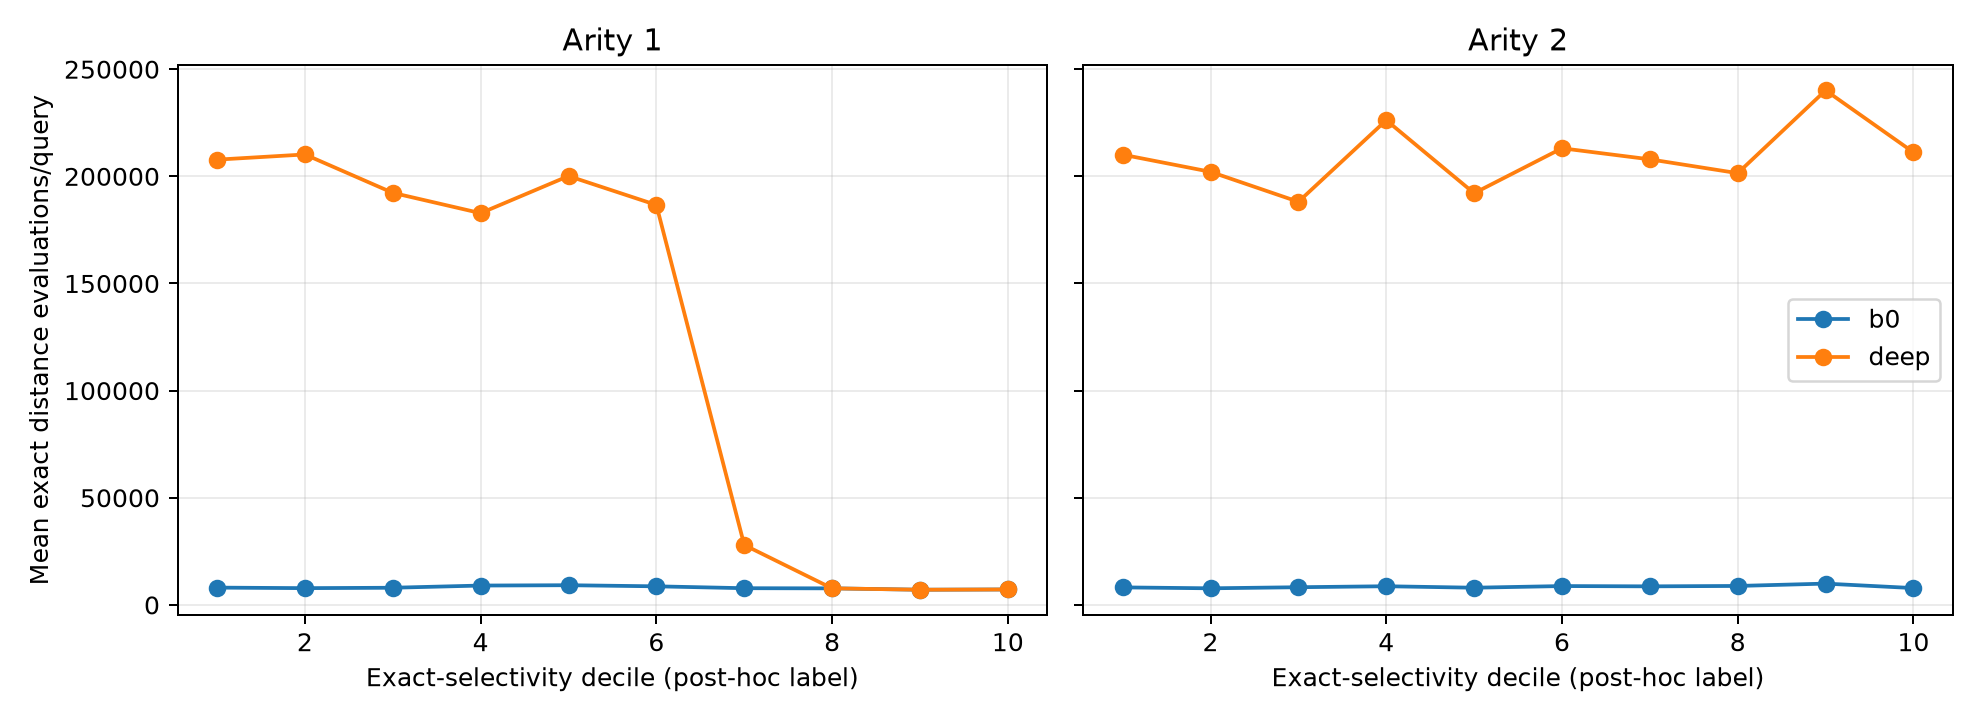 Arity 1
Arity 2
Mean exact distance evaluations/query
250000
200000
150000
100000
50000
0
2 4 6 8 10
2 4 6 8 10
b0
deep
Exact-selectivity decile (post-hoc label)
Exact-selectivity decile (post-hoc label)